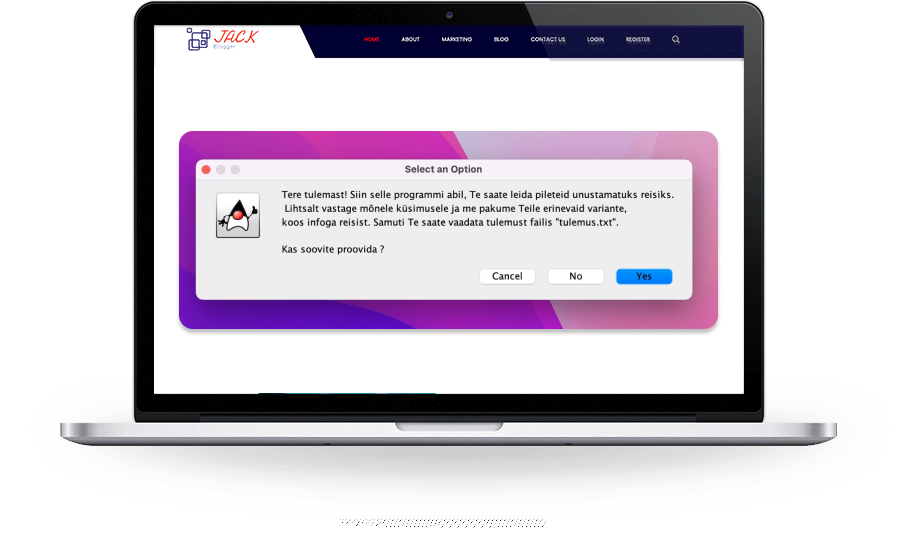 JACK
Blogger
HOME
ABOUT
MARKETING
BLOG
CONTACT US
LOGIN
REGISTER
Select an Option
Tere tulemast! Siin selle programmi abil, Te saate leida pileteid unustamatuks reisiks.
Lihtsalt vastage mõnele küsimusele ja me pakume Teile erinevaid variante,
koos infoga reisist. Samuti Te saate vaadata tulemust failis "tulemus.txt".
Kas soovite proovida ?
Cancel
No
Yes